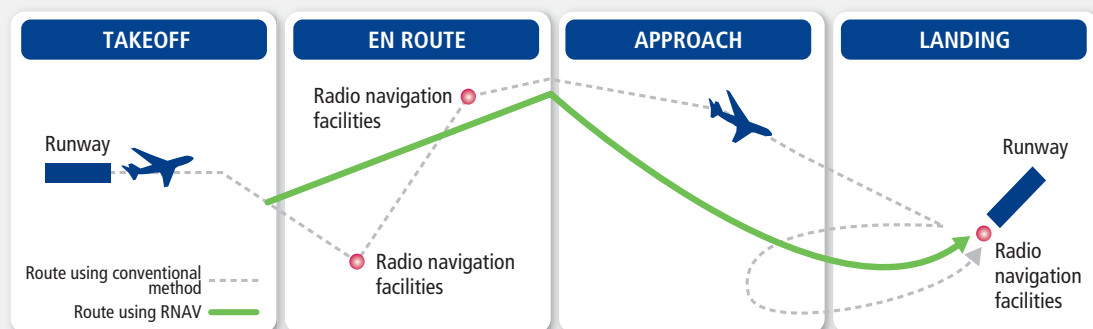 TAKEOFF
EN ROUTE
APPROACH
LANDING
Radio navigation
facilities
Runway
Runway
Radio navigation
facilities
Radio
navigation
facilities
Route using conventional
method
Route using RNAV